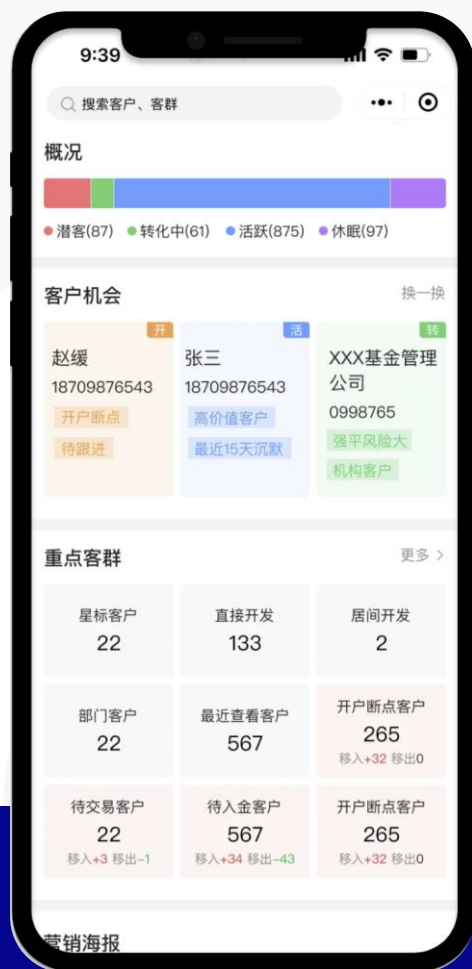 9:39
搜索客户、客群
概况
潜客(87) 转化中(61) 活跃(875) 休眠(97)
客户机会 换一换
开 活 转
赵缓 张三 XXX基金管理
公司
18709876543 18709876543 0998765
开户断点 高价值客户 强平风险大
待跟进 最近15天沉默 机构客户
重点客群 更多 >
星标客户 直接开发 居间开发
22 133 2
部门客户 最近查看客户 开户断点客户
22 567 265
移入+32 移出0
待交易客户 待入金客户 开户断点客户
22 567 265
移入+3 移出-1 移入+34 移出-43 移入+32 移出0
营销海报